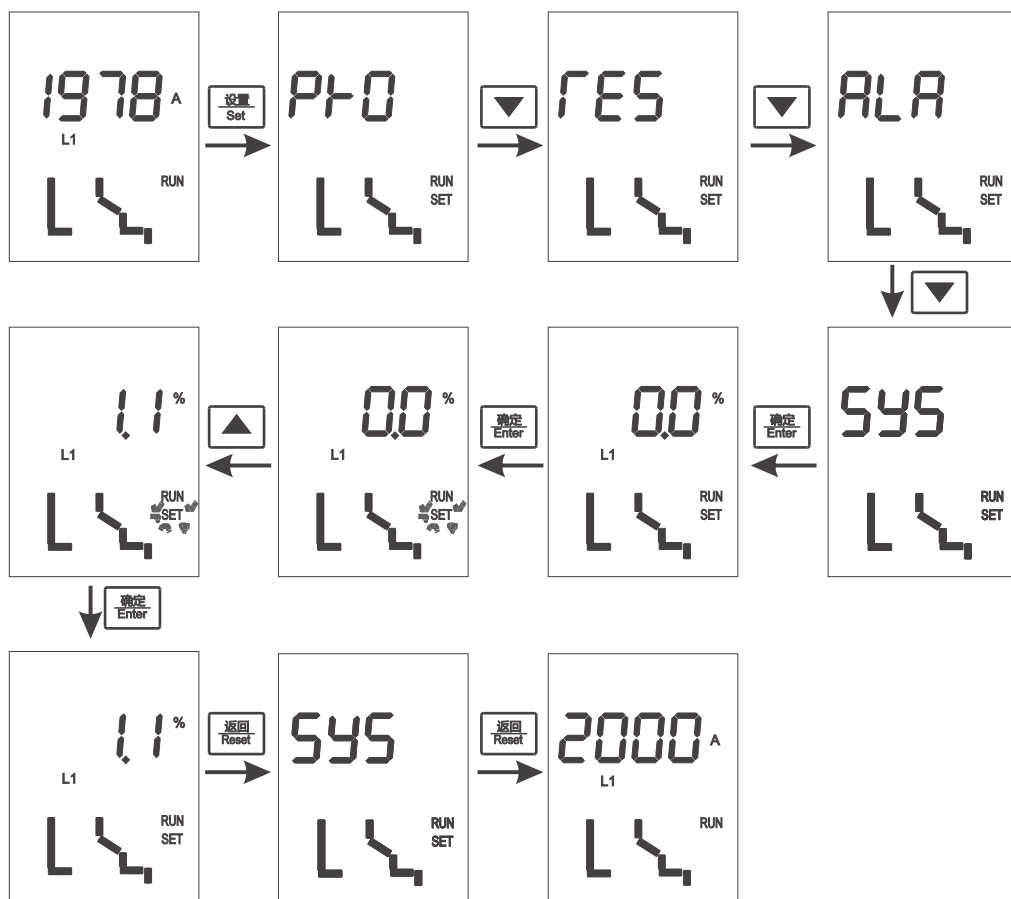 1978 A
L1
RUN
设置
Set
PrO
RUN
SET
rES
RUN
SET
ALA
RUN
SET
SYS
RUN
SET
确定
Enter
0.0 %
L1
RUN
SET
确定
Enter
0.0 %
L1
RUN
SET
1.1 %
L1
RUN
SET
确定
Enter
1.1 %
L1
RUN
SET
返回
Reset
SYS
RUN
SET
返回
Reset
2000 A
L1
RUN